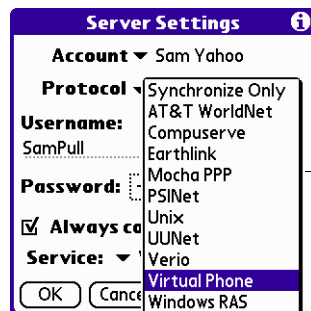 Server Settings
Account Sam Yahoo
Protocol
Synchronize Only
AT&T WorldNet
Compuserve
Earthlink
Mocha PPP
PSINet
Unix
UUNet
Verio
Virtual Phone
Windows RAS
Username:
SamPull
Password: -
Always co
Service:
OK Cance